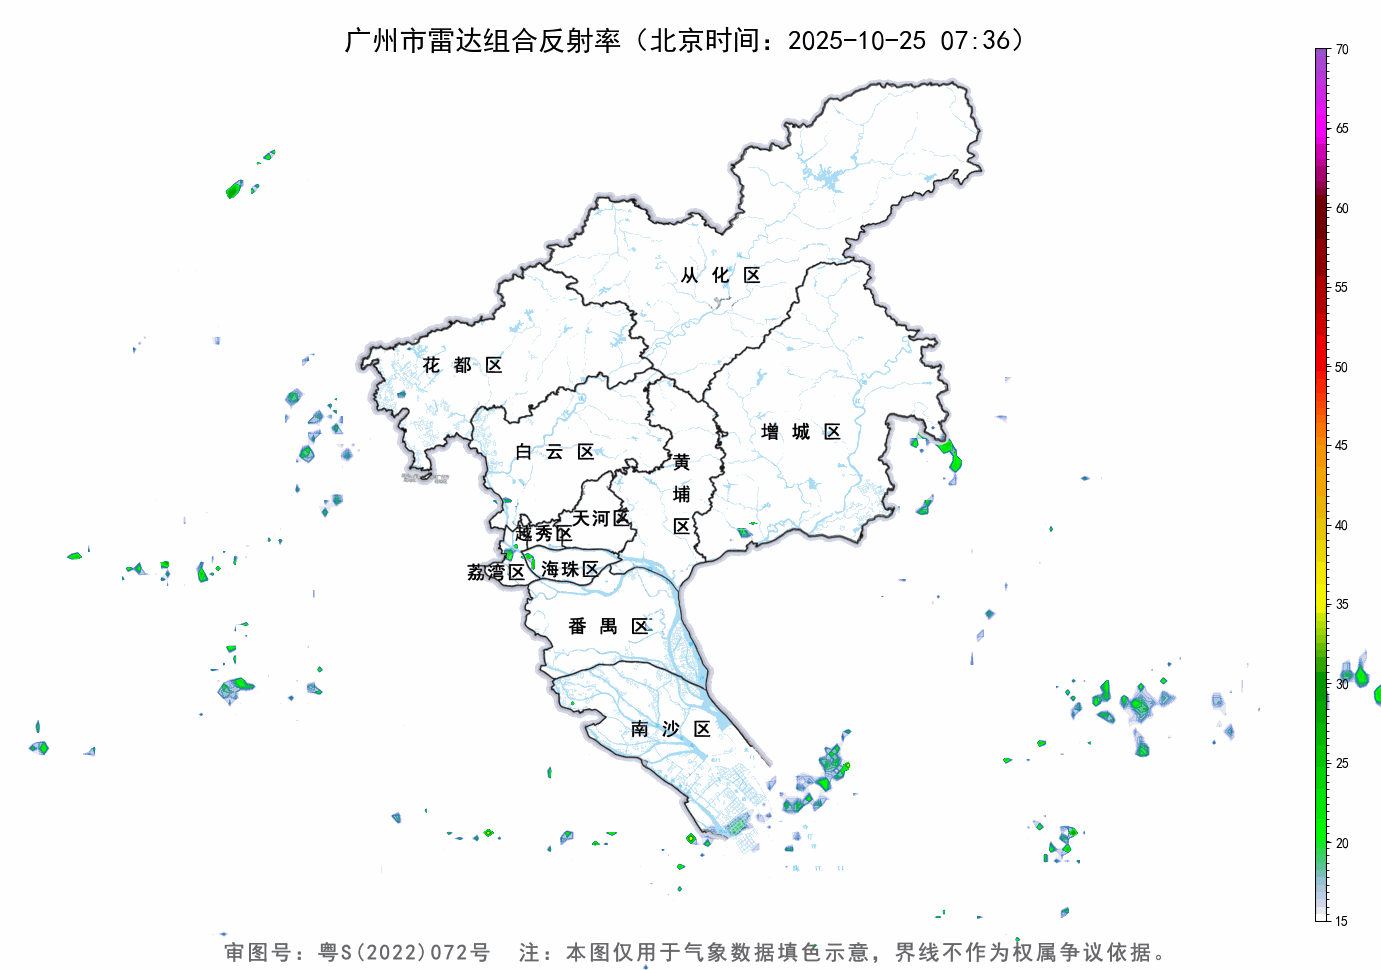 广州市雷达组合反射率（北京时间：2025-10-25 07:36）
70
65
60
55
50
45
40
35
30
25
20
15
从化区
花都区
增城区
白云区
黄埔区
天河区
越秀区
荔湾区
海珠区
番禺区
南沙区
审图号：粤S(2022)072号 注：本图仅用于气象数据填色示意，界线不作为权属争议依据。